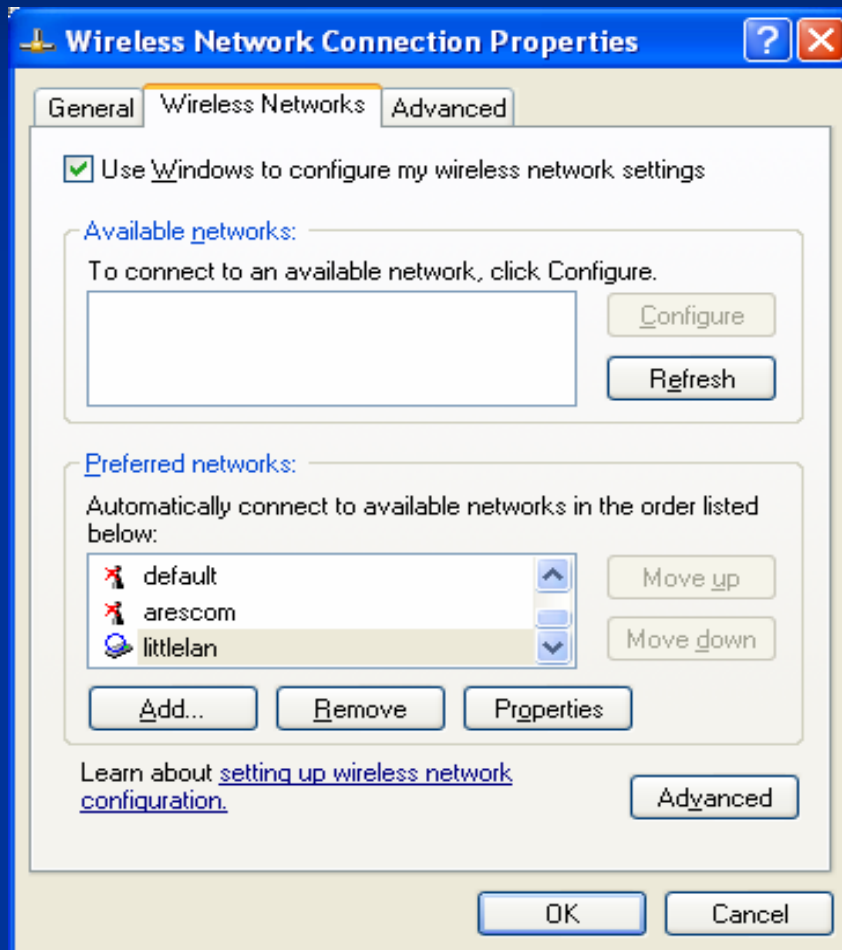 Wireless Network Connection Properties
General Wireless Networks Advanced
Use Windows to configure my wireless network settings
Available networks:
To connect to an available network, click Configure.
Configure
Refresh
Preferred networks:
Automatically connect to available networks in the order listed
below:
default
arescom
littlelan
Move up
Move down
Add... Remove Properties
Learn about setting up wireless network
configuration.
Advanced
OK Cancel